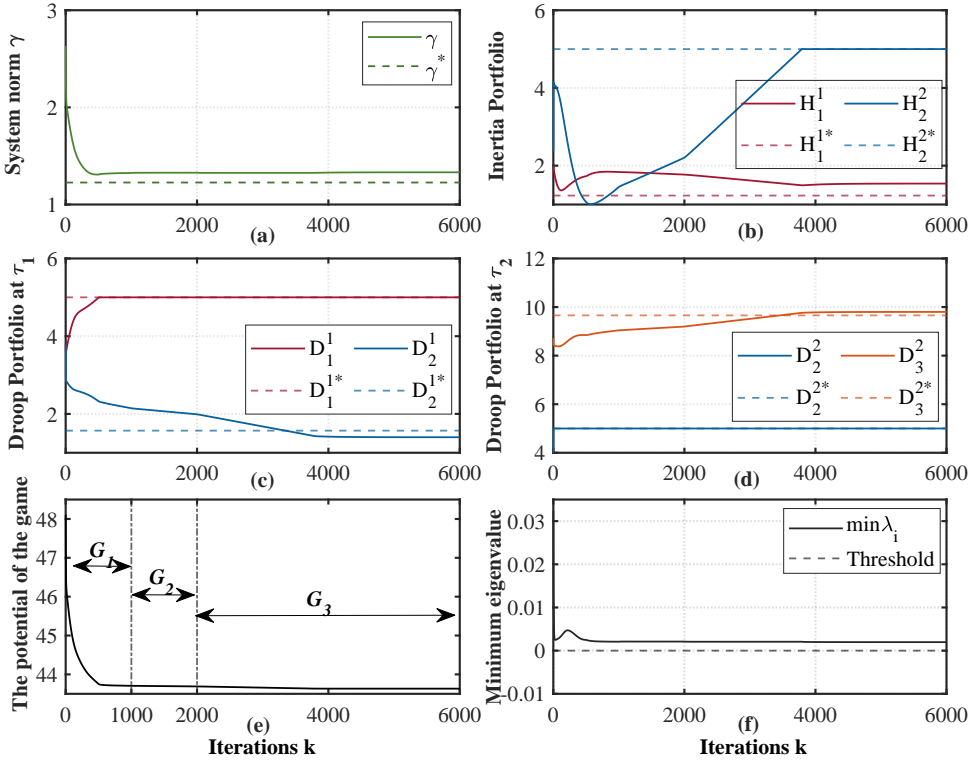 System norm γ
3
2
1
γ
γ*
0 2000 4000 6000
(a)
Inertia Portfolio
6
4
2
H₁¹ H₂²
H₁¹* H₂²*
0 2000 4000 6000
(b)
Droop Portfolio at τ₁
6
4
2
D₁¹ D₂¹
D₁¹* D₂¹*
0 2000 4000 6000
(c)
Droop Portfolio at τ₂
12
10
8
6
4
D₂² D₃²
D₂²* D₃²*
0 2000 4000 6000
(d)
The potential of the game
48
47
46
45
44
G₁
G₂
G₃
0 1000 2000 4000 6000
(e)
Iterations k
Minimum eigenvalue
0.03
0.02
0.01
0
-0.01
minλᵢ
Threshold
0 2000 4000 6000
(f)
Iterations k